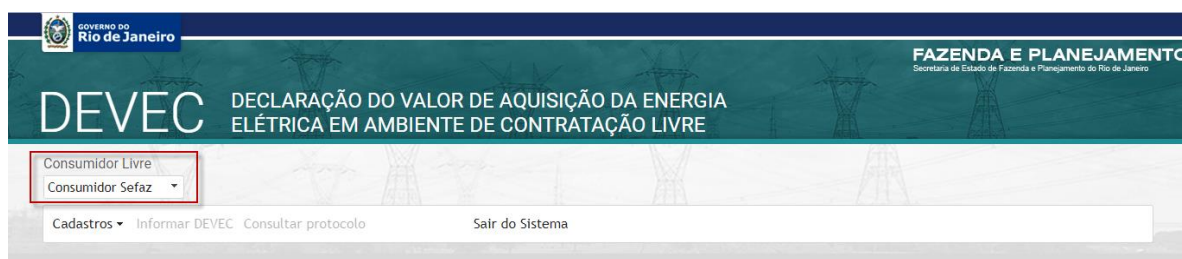 GOVERNO DO
Rio de Janeiro
FAZENDA E PLANEJAMENTO
Secretaria de Estado de Fazenda e Planejamento do Rio de Janeiro
DEVEC
DECLARAÇÃO DO VALOR DE AQUISIÇÃO DA ENERGIA
ELÉTRICA EM AMBIENTE DE CONTRATAÇÃO LIVRE
Consumidor Livre
Consumidor Sefaz
Cadastros Informar DEVEC Consultar protocolo Sair do Sistema